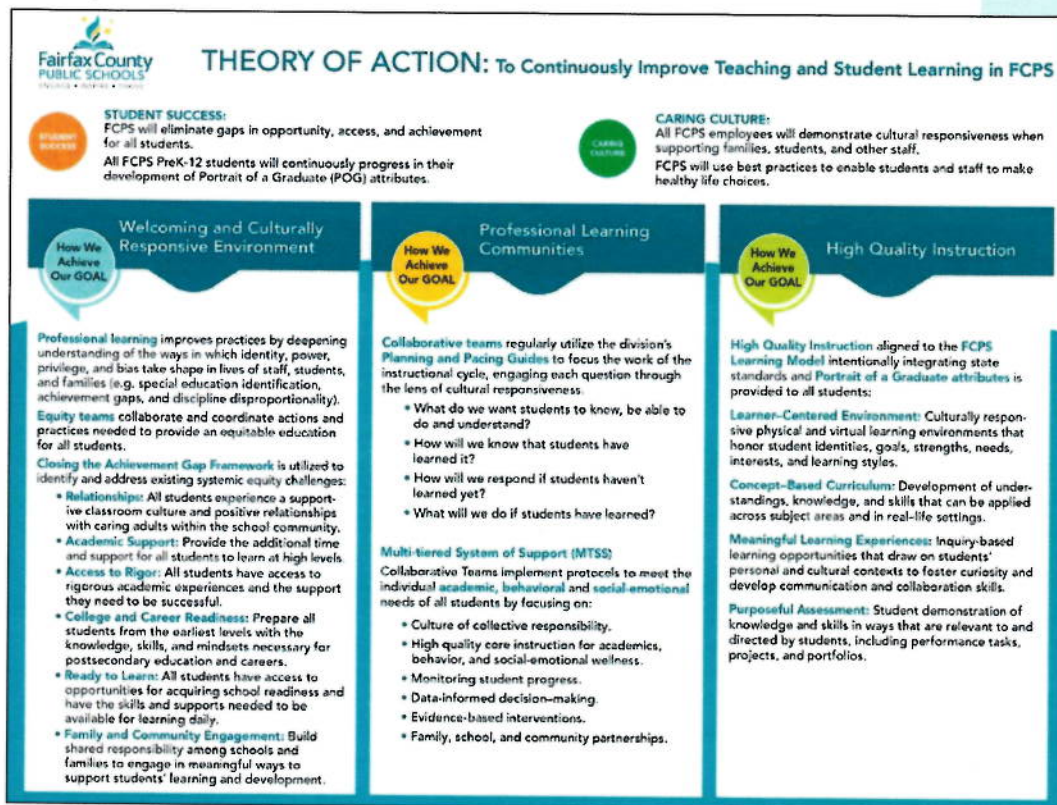 Fairfax County
PUBLIC SCHOOLS
ENGAGE • INSPIRE • THRIVE
THEORY OF ACTION: To Continuously Improve Teaching and Student Learning in FCPS
STUDENT
SUCCESS
STUDENT SUCCESS:
FCPS will eliminate gaps in opportunity, access, and achievement
for all students.
All FCPS PreK-12 students will continuously progress in their
development of Portrait of a Graduate (POG) attributes.
CARING
CULTURE
CARING CULTURE:
All FCPS employees will demonstrate cultural responsiveness when
supporting families, students, and other staff.
FCPS will use best practices to enable students and staff to make
healthy life choices.
How We
Achieve
Our GOAL
Welcoming and Culturally
Responsive Environment
Professional learning improves practices by deepening
understanding of the ways in which identity, power,
privilege, and bias take shape in lives of staff, students,
and families (e.g. special education identification,
achievement gaps, and discipline disproportionality).
Equity teams collaborate and coordinate actions and
practices needed to provide an equitable education
for all students.
Closing the Achievement Gap Framework is utilized to
identify and address existing systemic equity challenges:
• Relationships: All students experience a support-
ive classroom culture and positive relationships
with caring adults within the school community.
• Academic Support: Provide the additional time
and support for all students to learn at high levels
• Access to Rigor: All students have access to
rigorous academic experiences and the support
they need to be successful.
• College and Career Readiness: Prepare all
students from the earliest levels with the
knowledge, skills, and mindsets necessary for
postsecondary education and careers.
• Ready to Learn: All students have access to
opportunities for acquiring school readiness and
have the skills and supports needed to be
available for learning daily.
• Family and Community Engagement: Build
shared responsibility among schools and
families to engage in meaningful ways to
support students' learning and development.
How We
Achieve
Our GOAL
Professional Learning
Communities
Collaborative teams regularly utilize the division's
Planning and Pacing Guides to focus the work of the
instructional cycle, engaging each question through
the lens of cultural responsiveness
• What do we want students to know, be able to
do and understand?
• How will we know that students have
learned it?
• How will we respond if students haven't
learned yet?
• What will we do if students have learned?
Multi-tiered System of Support (MTSS)
Collaborative Teams implement protocols to meet the
individual academic, behavioral and social-emotional
needs of all students by focusing on:
• Culture of collective responsibility.
• High quality core instruction for academics,
behavior, and social-emotional wellness.
• Monitoring student progress.
• Data-informed decision-making.
• Evidence-based interventions.
• Family, school, and community partnerships.
How We
Achieve
Our GOAL
High Quality Instruction
High Quality Instruction aligned to the FCPS
Learning Model intentionally integrating state
standards and Portrait of a Graduate attributes is
provided to all students:
Learner-Centered Environment: Culturally respon-
sive physical and virtual learning environments that
honor student identities, goals, strengths, needs,
interests, and learning styles.
Concept-Based Curriculum: Development of under-
standings, knowledge, and skills that can be applied
across subject areas and in real-life settings.
Meaningful Learning Experiences: Inquiry-based
learning opportunities that draw on students'
personal and cultural contexts to foster curiosity and
develop communication and collaboration skills.
Purposeful Assessment: Student demonstration of
knowledge and skills in ways that are relevant to and
directed by students, including performance tasks,
projects, and portfolios.